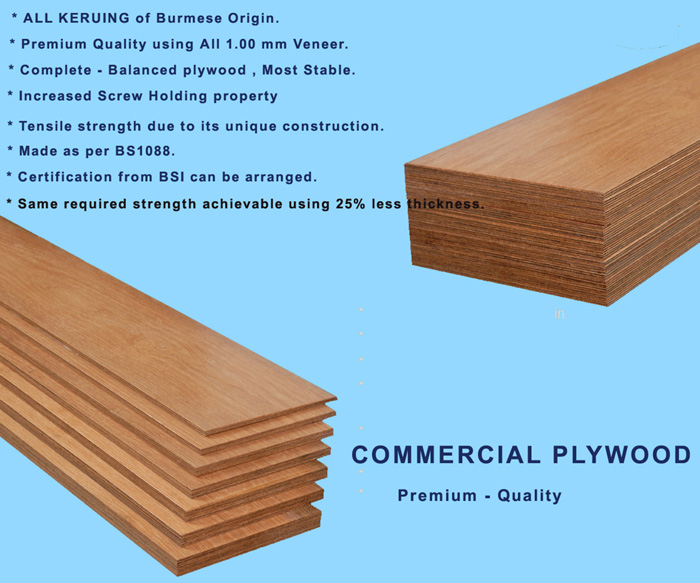 * ALL KERUING of Burmese Origin.
* Premium Quality using All 1.00 mm Veneer.
* Complete - Balanced plywood , Most Stable.
* Increased Screw Holding property
* Tensile strength due to its unique construction.
* Made as per BS1088.
* Certification from BSI can be arranged.
* Same required strength achievable using 25% less thickness.
in
COMMERCIAL PLYWOOD
Premium - Quality